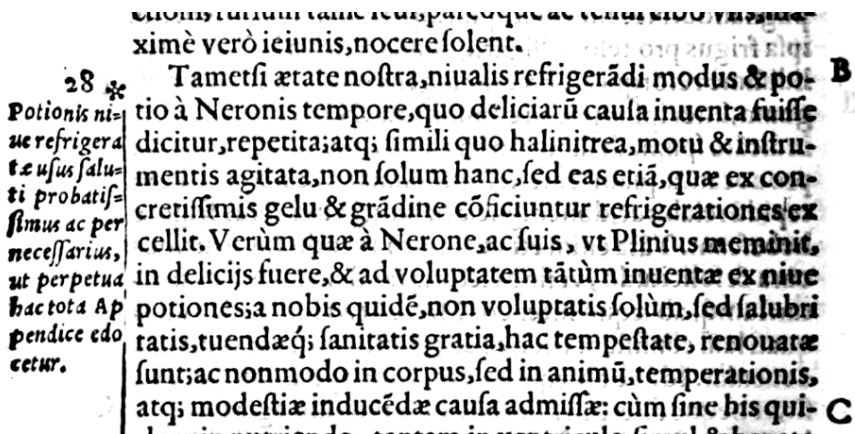 ximè verò ieiunis,nocere ſolent.
28 *
Potionis ni=
ue refrigera
tæ uſus ſalu=
ti probatiſ=
ſimus ac per
neceſſarius,
ut perpetua
hac tota Ap
pendice edo
cetur.
Tametſi ætate noſtra,niualis refrigerãdi modus & po-
tio à Neronis tempore,quo deliciarũ cauſa inuenta fuiſſe
dicitur,repetita;atq; ſimili quo halinitrea,motu & inſtru-
mentis agitata,non ſolum hanc,ſed eas etiã,quæ ex con-
cretiſſimis gelu & grãdine cõficiuntur refrigerationes ex
cellit. Verùm quæ à Nerone,ac ſuis, vt Plinius meminit,
in delicijs fuere,& ad voluptatem tãtùm inuentæ ex niue
potiones;a nobis quidẽ,non voluptatis ſolùm,ſed ſalubri
tatis,tuendæq́; ſanitatis gratia,hac tempeſtate, renouatæ
ſunt;ac nonmodo in corpus,ſed in animũ,temperationis,
atq; modeſtiæ inducẽdæ cauſa admiſſæ: cùm ſine his qui-
B
C